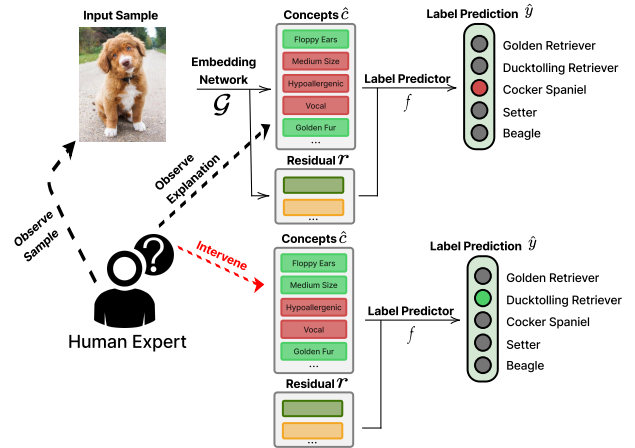 Input Sample
Embedding
Network
𝒢
Concepts ĉ
Floppy Ears
Medium Size
Hypoallergenic
Vocal
Golden Fur
...
Residual r
...
Label Predictor
f
Label Prediction ŷ
Golden Retriever
Ducktolling Retriever
Cocker Spaniel
Setter
Beagle
Observe
Sample
Observe
Explanation
?
Intervene
Human Expert
Concepts ĉ
Floppy Ears
Medium Size
Hypoallergenic
Vocal
Golden Fur
...
Residual r
...
Label Predictor
f
Label Prediction ŷ
Golden Retriever
Ducktolling Retriever
Cocker Spaniel
Setter
Beagle